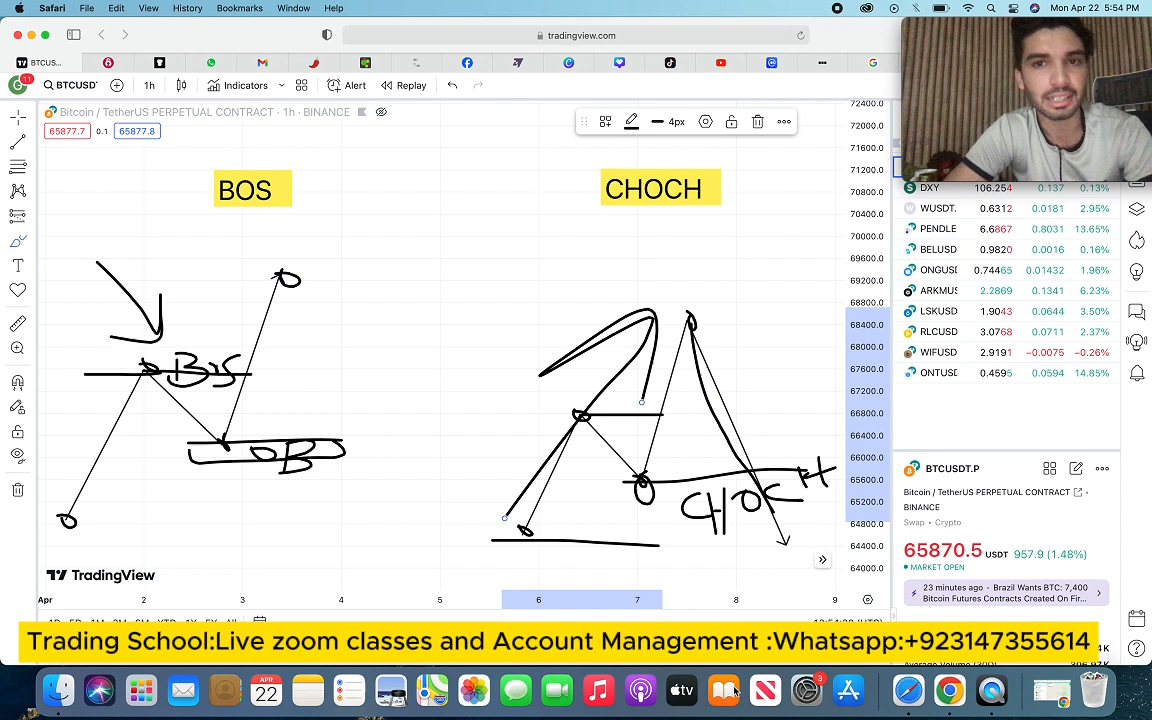 Safari File Edit View History Bookmarks Window Help Mon Apr 22 5:54 PM
tradingview.com
BTCUS...
11 BTCUSDT 1h Indicators Alert Replay
Bitcoin / TetherUS PERPETUAL CONTRACT · 1h · BINANCE
65877.7 0.1 65877.8
4px
BOS
CHOCH
BOS
OB
CHOCH
72400.0
72000.0
71600.0
71200.0
70800.0
70400.0
70000.0
69600.0
69200.0
68800.0
68400.0
68000.0
67600.0
67200.0
66800.0
66400.0
66000.0
65600.0
65200.0
64800.0
64400.0
64000.0
TradingView
Apr 2 3 4 5 6 7 8 9
DXY 106.254 0.137 0.13%
WUSDT. 0.6312 0.0181 2.95%
PENDLE 6.6867 0.8031 13.65%
BELUSD 0.9820 0.0016 0.16%
ONGUSD 0.74465 0.01432 1.96%
ARKMUS 2.2869 0.1341 6.23%
LSKUSD 1.9043 0.0644 3.50%
RLCUSD 3.0768 0.0711 2.37%
WIFUSD 2.9191 −0.0075 −0.26%
ONTUSD 0.4595 0.0594 14.85%
BTCUSDT.P
Bitcoin / TetherUS PERPETUAL CONTRACT ·
BINANCE
Swap · Crypto
65870.5 USDT 957.9 (1.48%)
MARKET OPEN
23 minutes ago · Brazil Wants BTC: 7,400
Bitcoin Futures Contracts Created On Fir...
Trading School:Live zoom classes and Account Management :Whatsapp:+923147355614
APR
22
tv
3